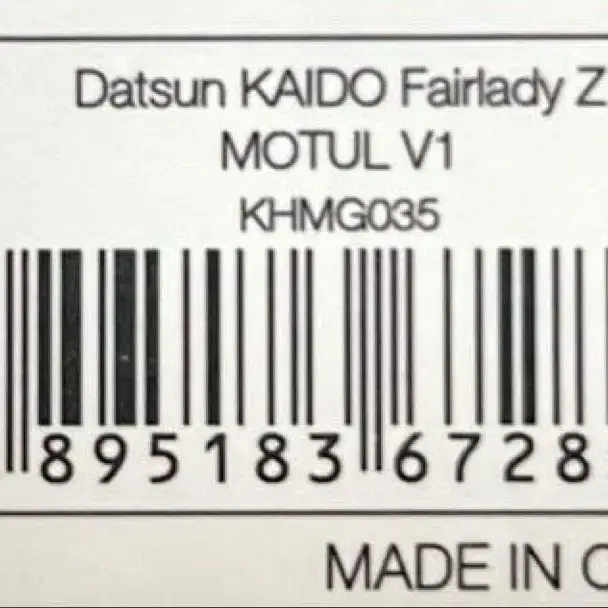 Datsun KAIDO Fairlady Z
MOTUL V1
KHMG035
895183 6728
MADE IN